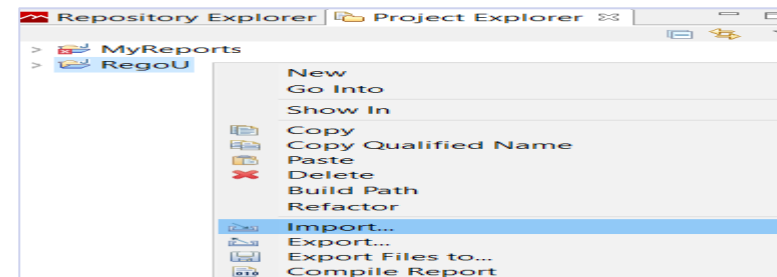 Repository Explorer Project Explorer
> MyReports
> RegoU
New
Go Into
Show In
Copy
Copy Qualified Name
Paste
Delete
Build Path
Refactor
Import...
Export...
Export Files to...
Compile Report